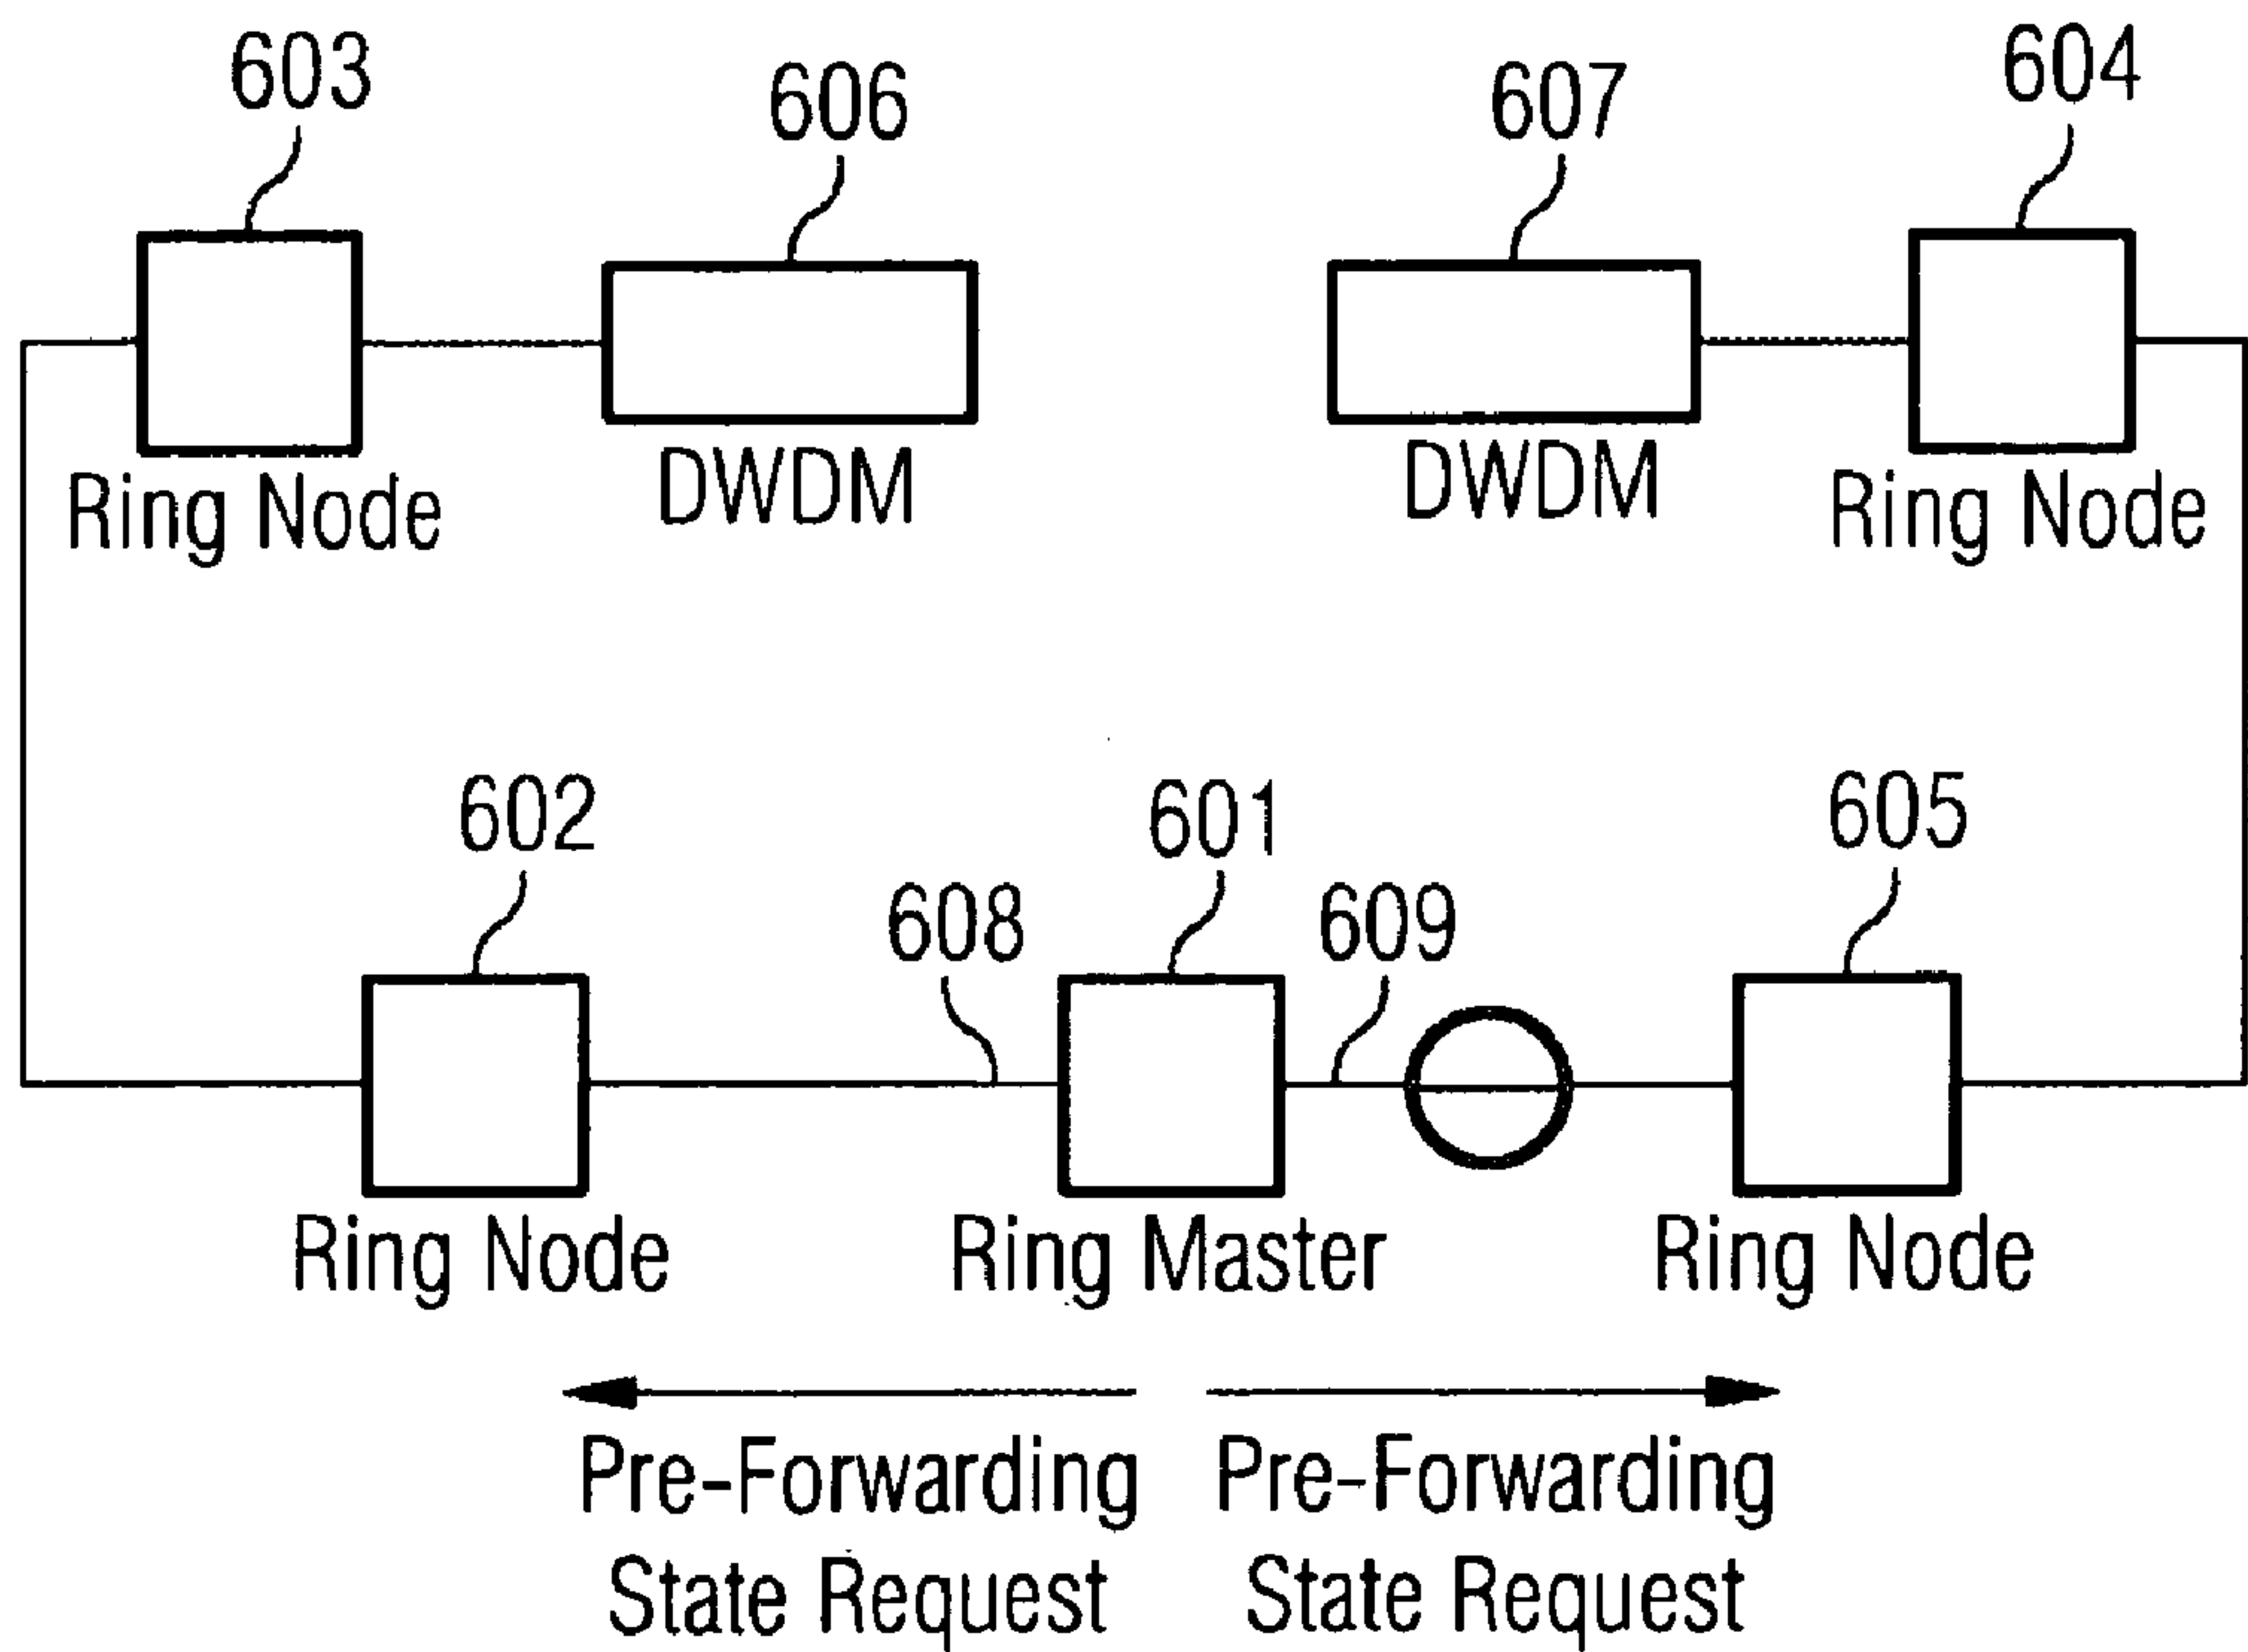 603
606
607
604
Ring Node
DWDM
DWDM
Ring Node
602
601
605
608
609
Ring Node
Ring Master
Ring Node
Pre-Forwarding
State Request
Pre-Forwarding
State Request